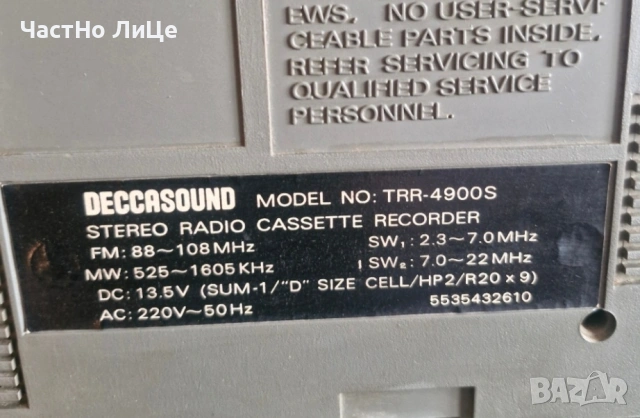 ЧастНо ЛиЦе
EWS. NO USER-SERVI
CEABLE PARTS INSIDE.
REFER SERVICING TO
QUALIFIED SERVICE
PERSONNEL.
DECCASOUND MODEL NO: TRR-4900S
STEREO RADIO CASSETTE RECORDER
FM: 88~108MHz SW1: 2.3~7.0MHz
MW: 525~1605KHz SW2: 7.0~22MHz
DC: 13.5V (SUM-1/"D" SIZE CELL/HP2/R20 x 9)
AC: 220V~50Hz 5535432610
BAZAR